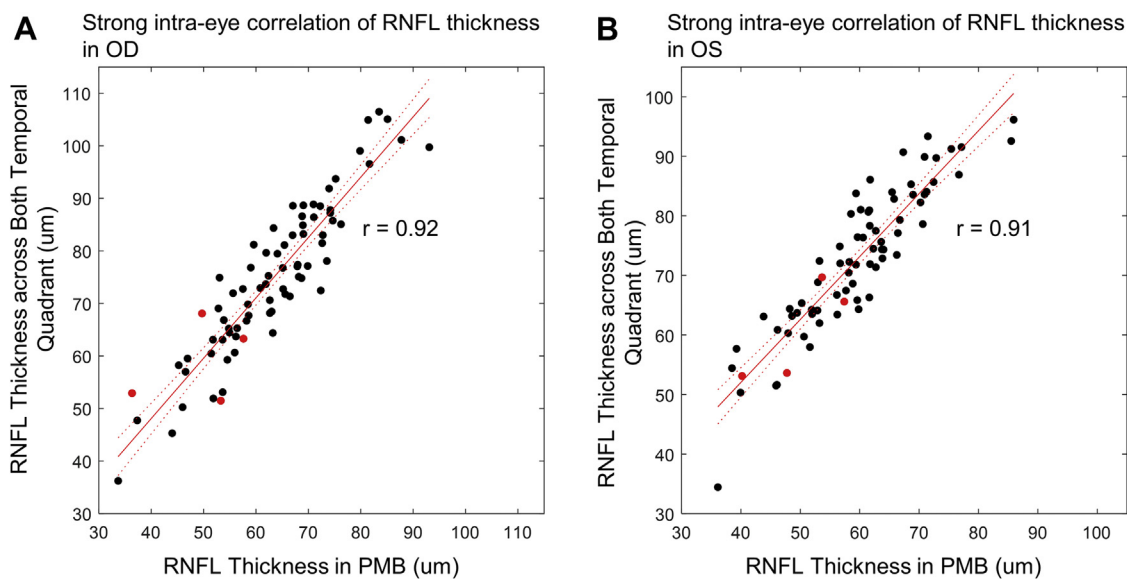 A
Strong intra-eye correlation of RNFL thickness
in OD
RNFL Thickness across Both Temporal
Quadrant (um)
110
100
90
80
70
60
50
40
30
r = 0.92
30 40 50 60 70 80 90 100 110
RNFL Thickness in PMB (um)
B
Strong intra-eye correlation of RNFL thickness
in OS
RNFL Thickness across Both Temporal
Quadrant (um)
100
90
80
70
60
50
40
30
r = 0.91
30 40 50 60 70 80 90 100
RNFL Thickness in PMB (um)